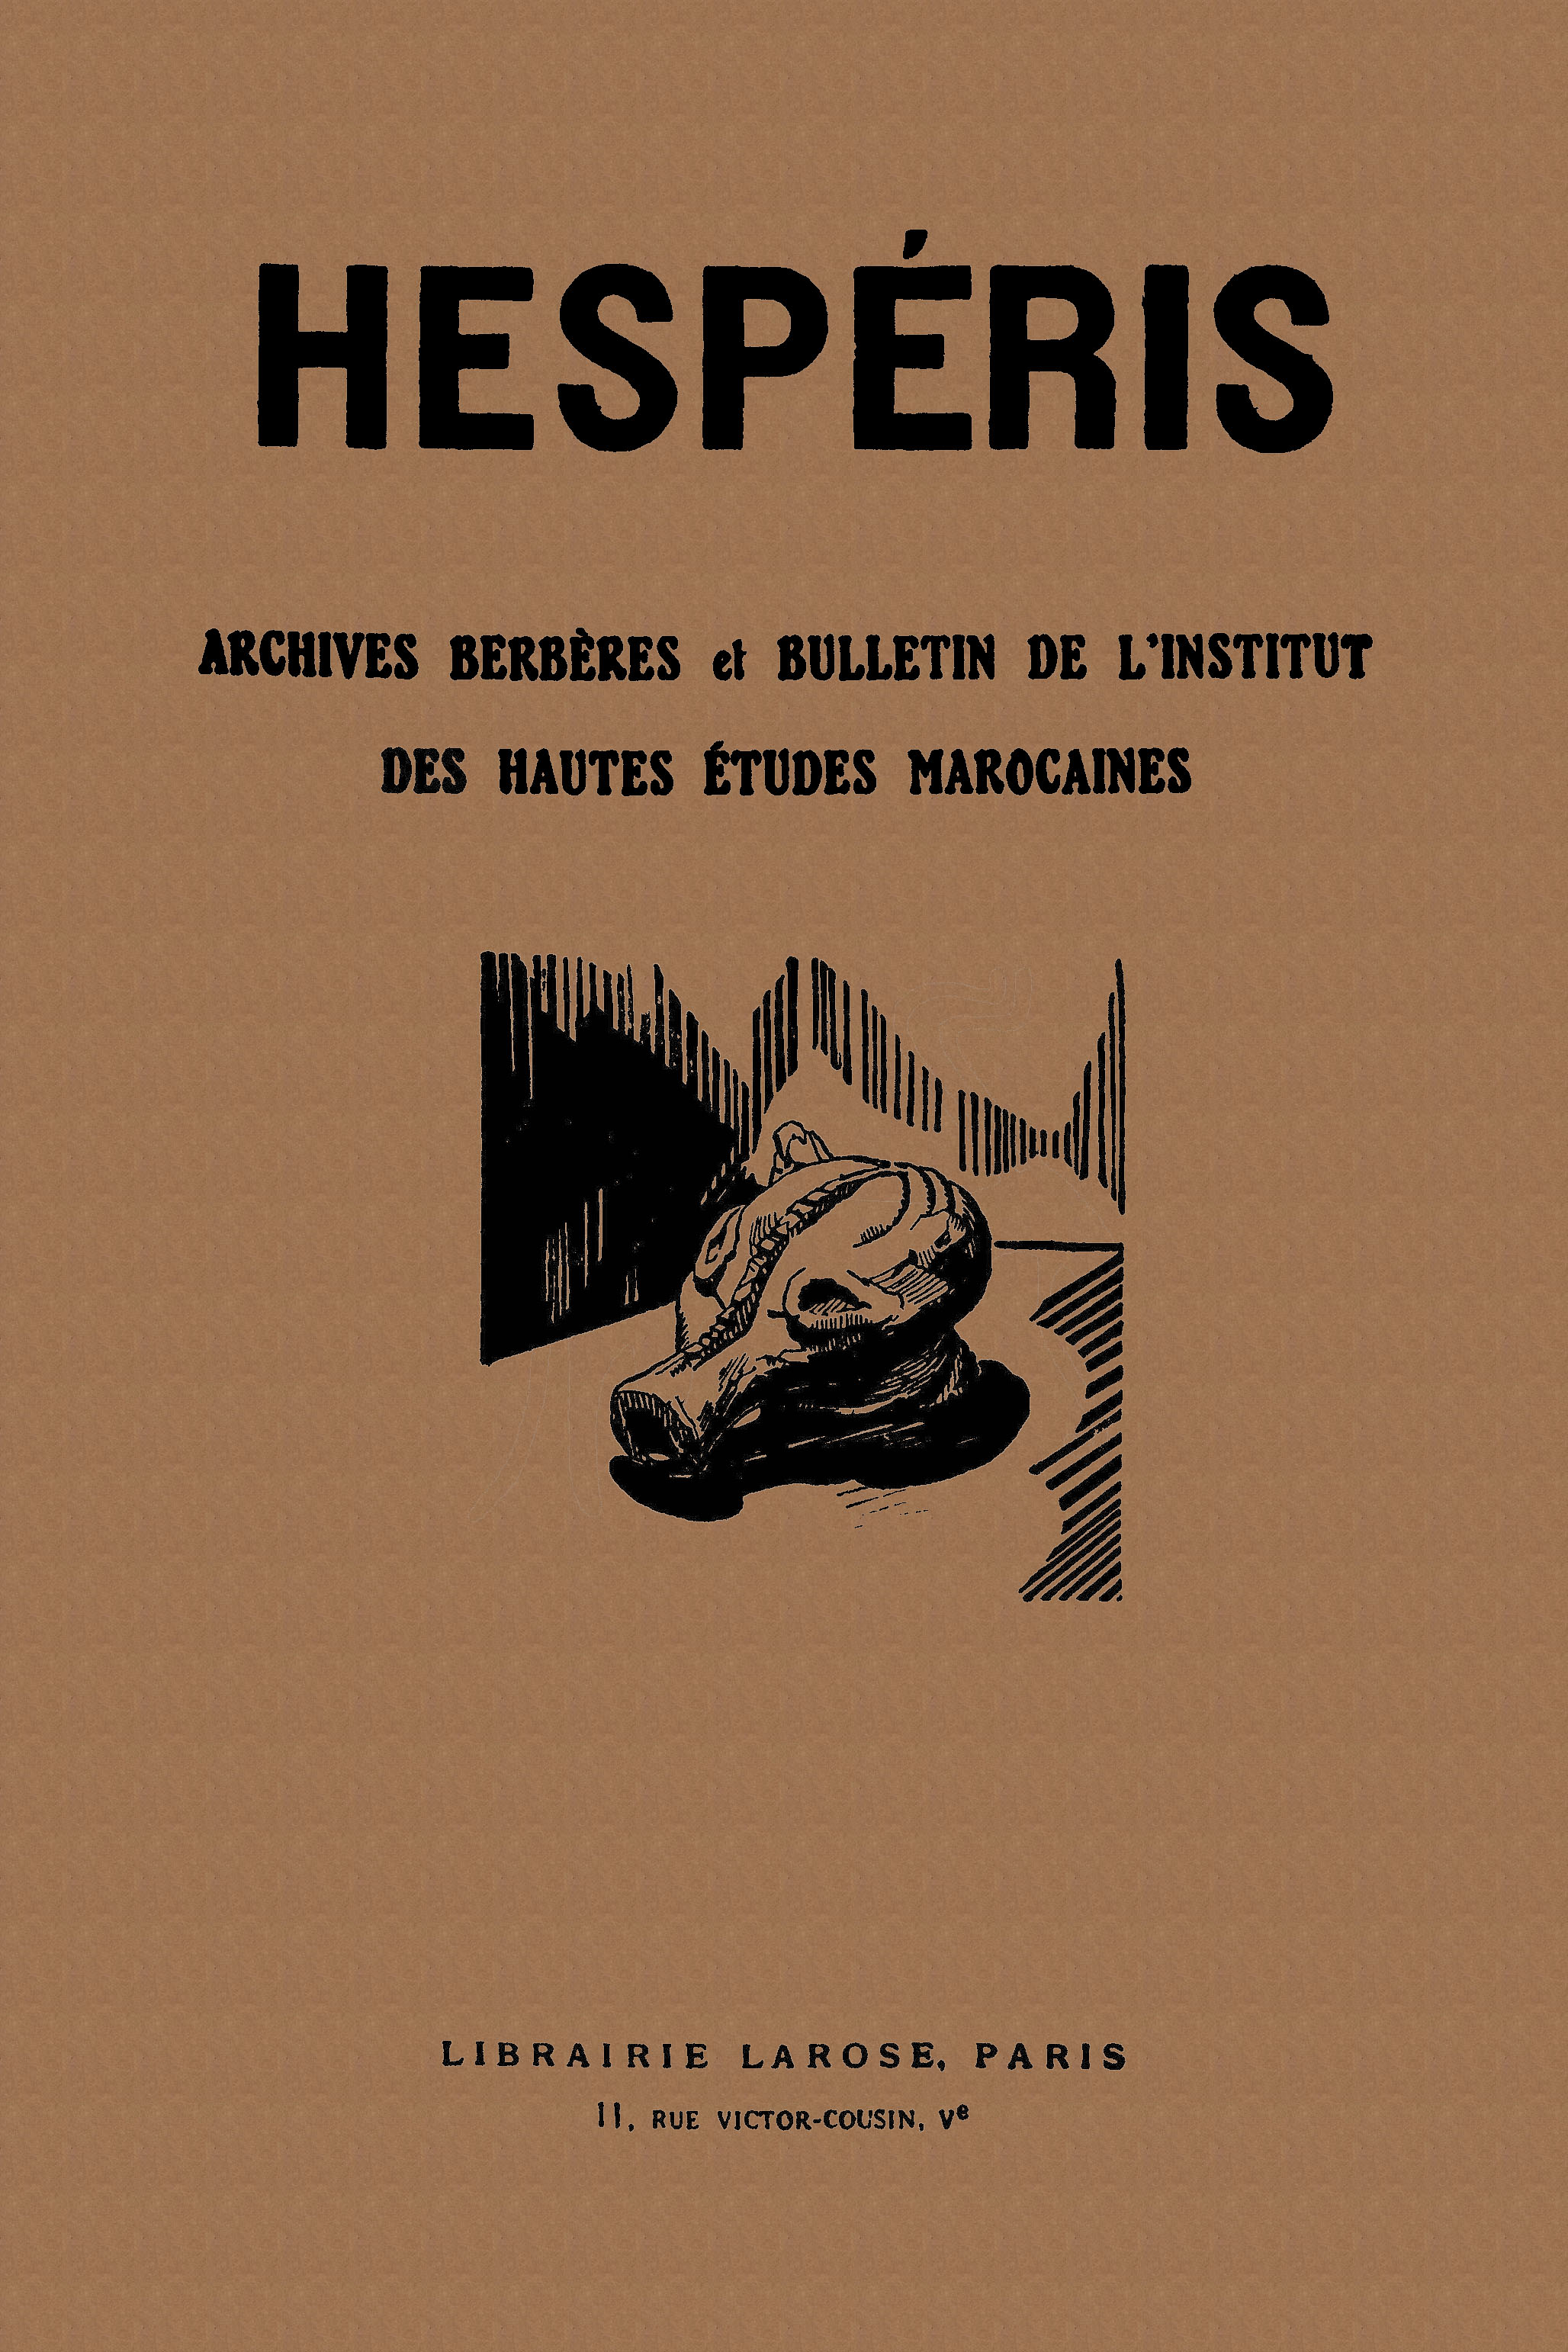 HESPÉRIS
ARCHIVES BERBÈRES et BULLETIN DE L'INSTITUT
DES HAUTES ÉTUDES MAROCAINES
LIBRAIRIE LAROSE, PARIS
11, RUE VICTOR-COUSIN, Ve